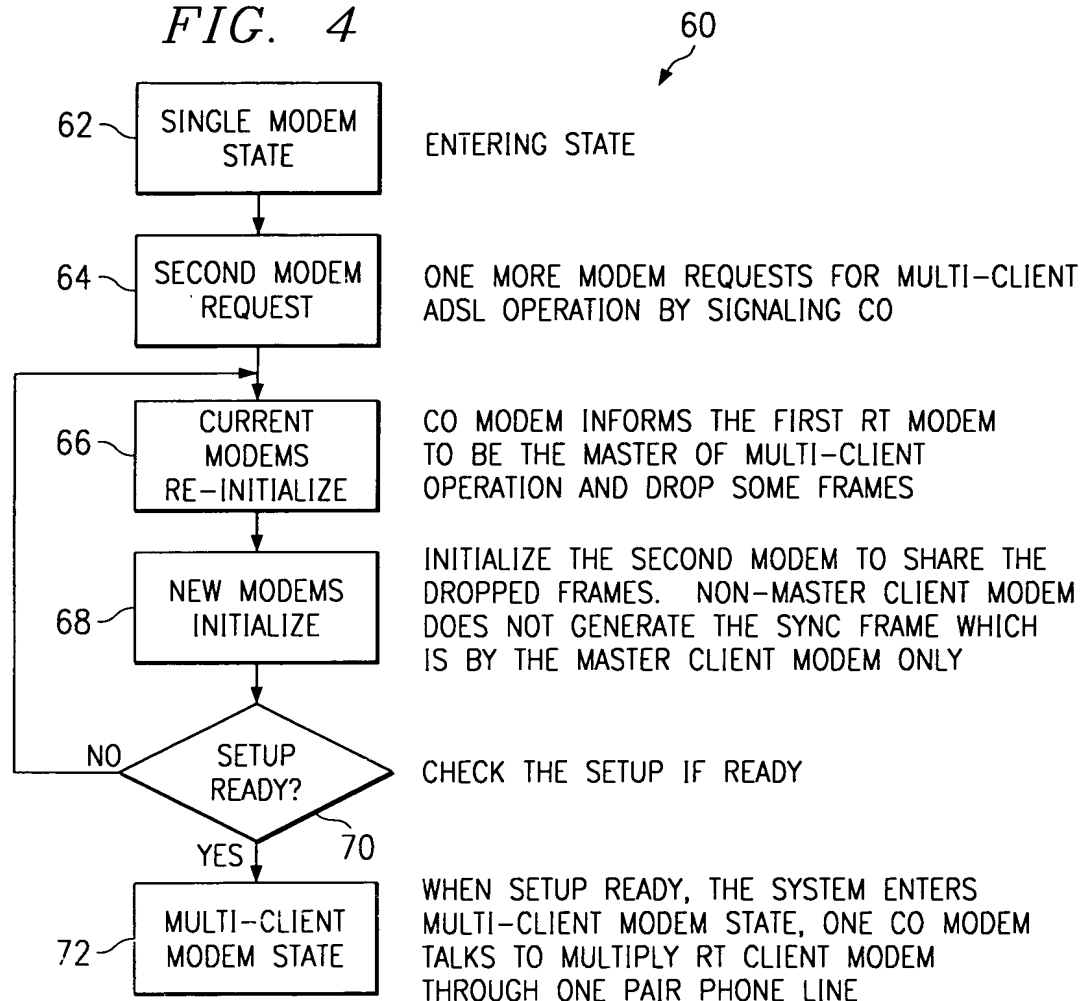 FIG. 4
60
62
SINGLE MODEM
STATE
ENTERING STATE
64
SECOND MODEM
REQUEST
ONE MORE MODEM REQUESTS FOR MULTI-CLIENT
ADSL OPERATION BY SIGNALING CO
66
CURRENT
MODEMS
RE-INITIALIZE
CO MODEM INFORMS THE FIRST RT MODEM
TO BE THE MASTER OF MULTI-CLIENT
OPERATION AND DROP SOME FRAMES
68
NEW MODEMS
INITIALIZE
INITIALIZE THE SECOND MODEM TO SHARE THE
DROPPED FRAMES. NON-MASTER CLIENT MODEM
DOES NOT GENERATE THE SYNC FRAME WHICH
IS BY THE MASTER CLIENT MODEM ONLY
NO
SETUP
READY?
CHECK THE SETUP IF READY
70
YES
72
MULTI-CLIENT
MODEM STATE
WHEN SETUP READY, THE SYSTEM ENTERS
MULTI-CLIENT MODEM STATE, ONE CO MODEM
TALKS TO MULTIPLY RT CLIENT MODEM
THROUGH ONE PAIR PHONE LINE